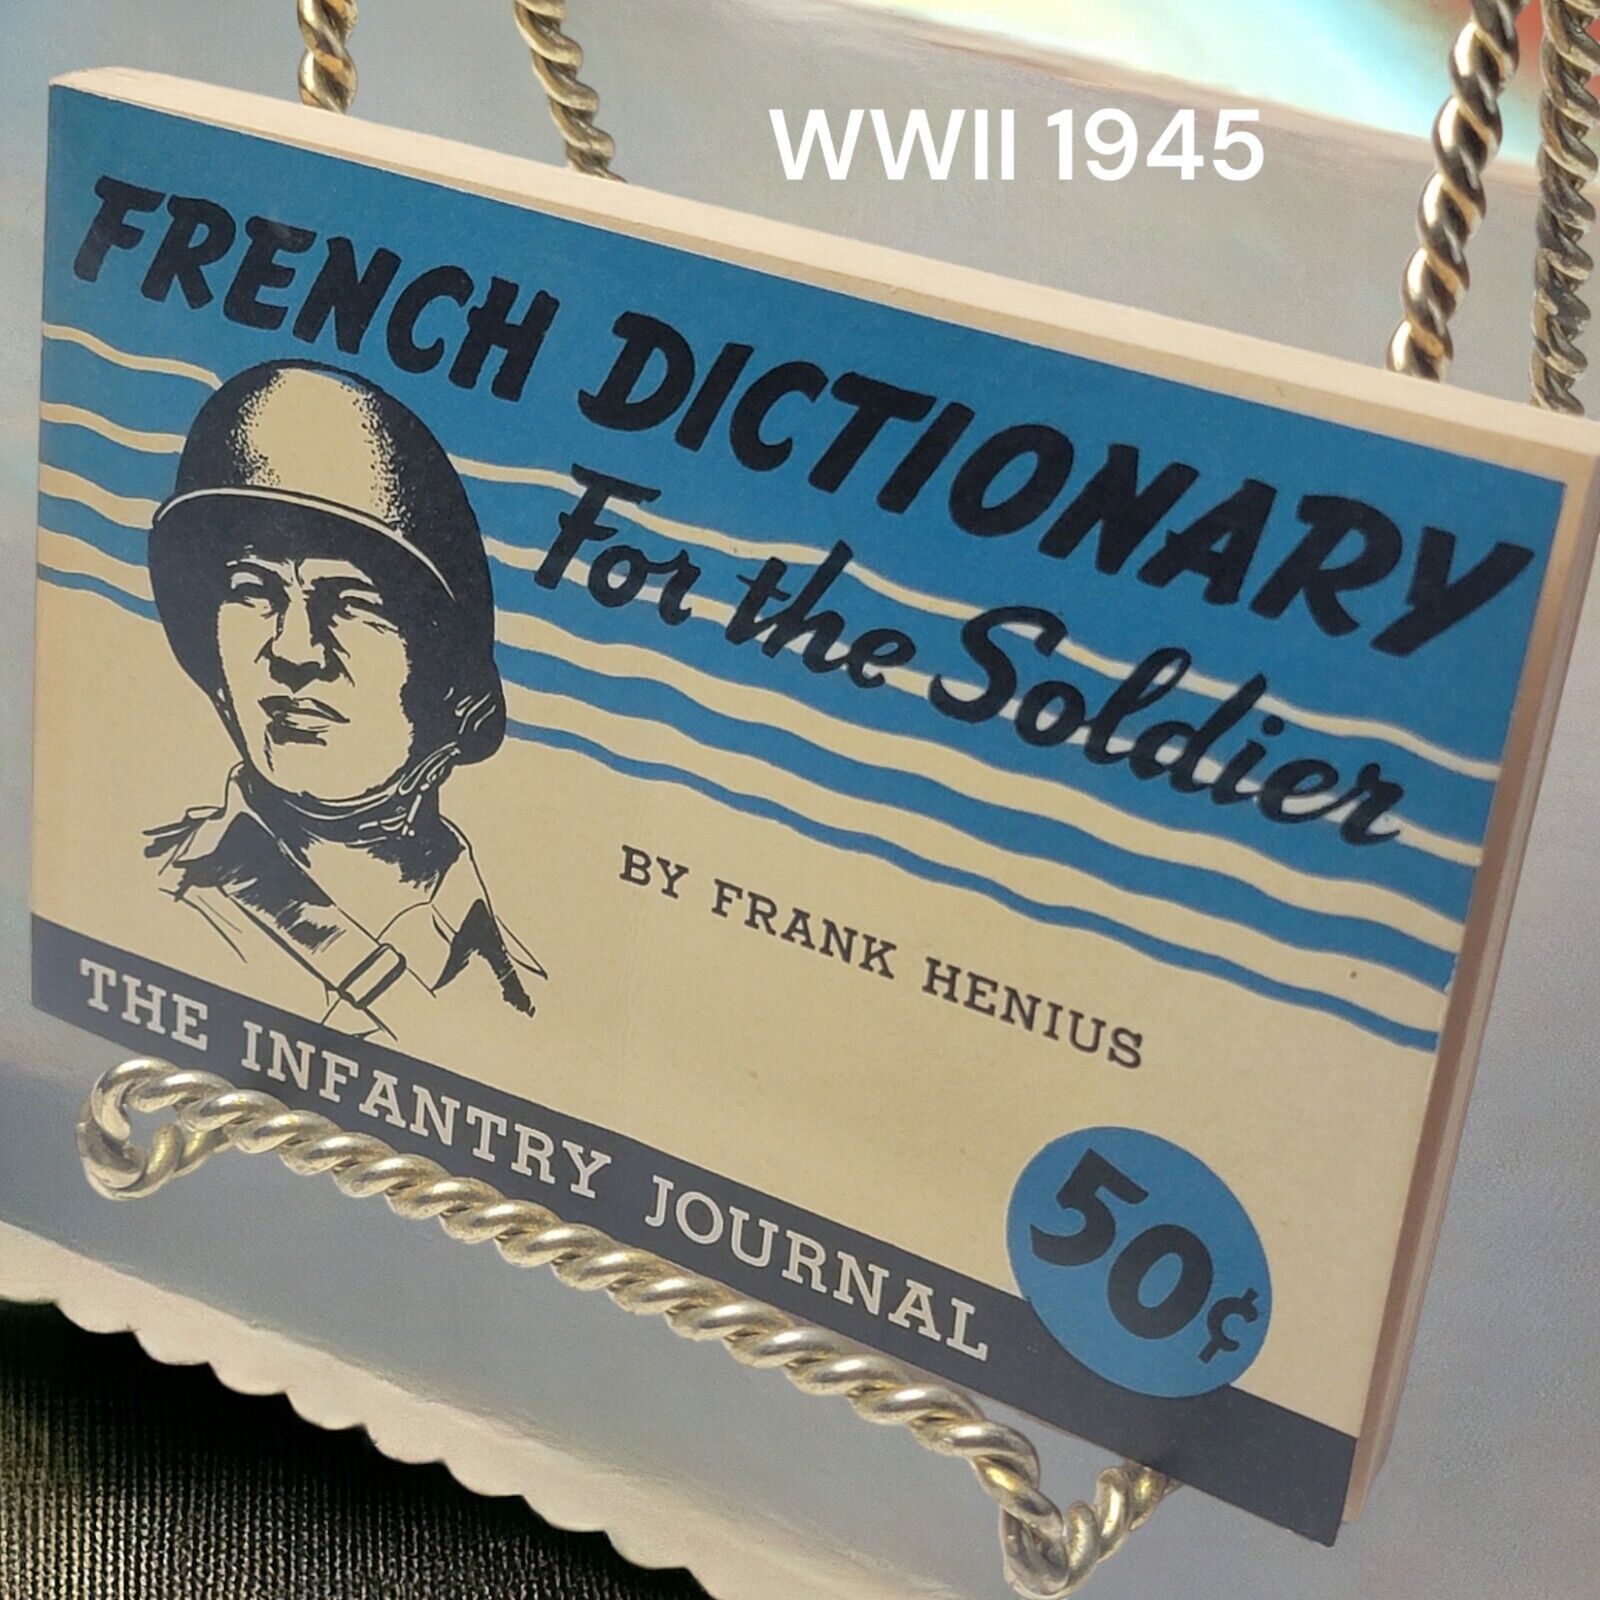 WWII 1945
FRENCH DICTIONARY
For the Soldier
BY FRANK HENIUS
THE INFANTRY JOURNAL
50¢